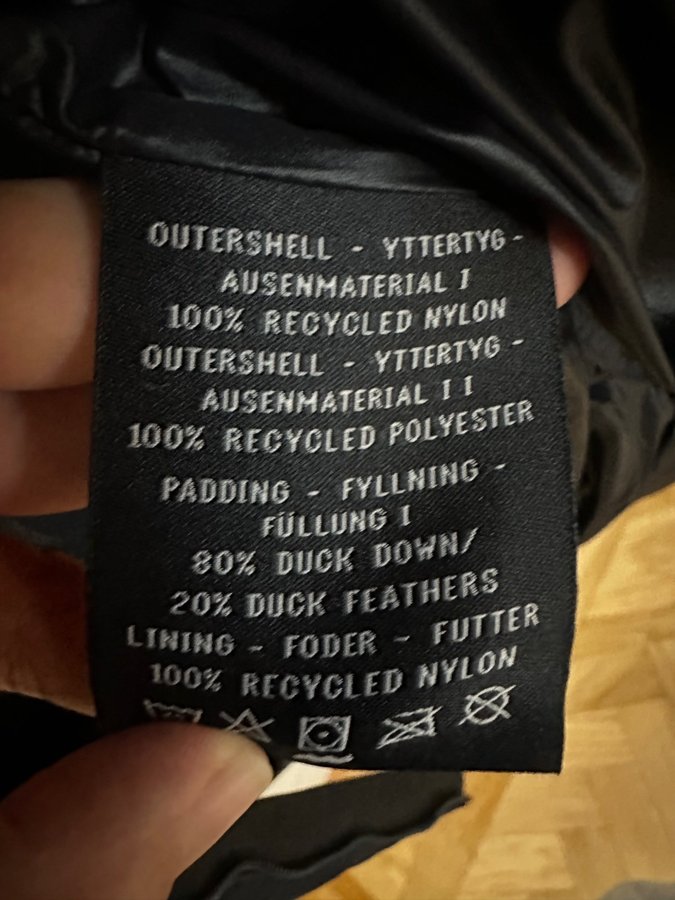 OUTERSHELL - YTTERTYG -
AUSENMATERIAL I
100% RECYCLED NYLON
OUTERSHELL - YTTERTYG -
AUSENMATERIAL I I
100% RECYCLED POLYESTER
PADDING - FYLLNING -
FÜLLUNG I
80% DUCK DOWN/
20% DUCK FEATHERS
LINING - FODER - FUTTER
100% RECYCLED NYLON